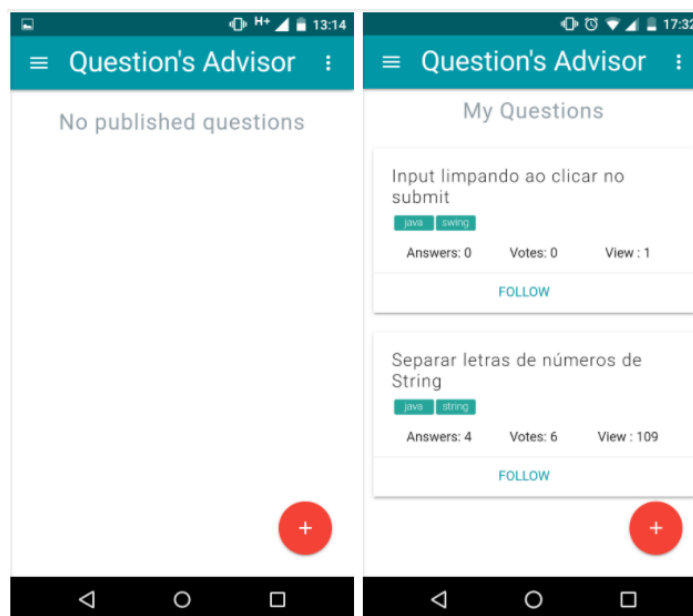 H+ 13:14
Question's Advisor
No published questions
17:32
Question's Advisor
My Questions
Input limpando ao clicar no
submit
java swing
Answers: 0 Votes: 0 View : 1
FOLLOW
Separar letras de números de
String
java string
Answers: 4 Votes: 6 View : 109
FOLLOW